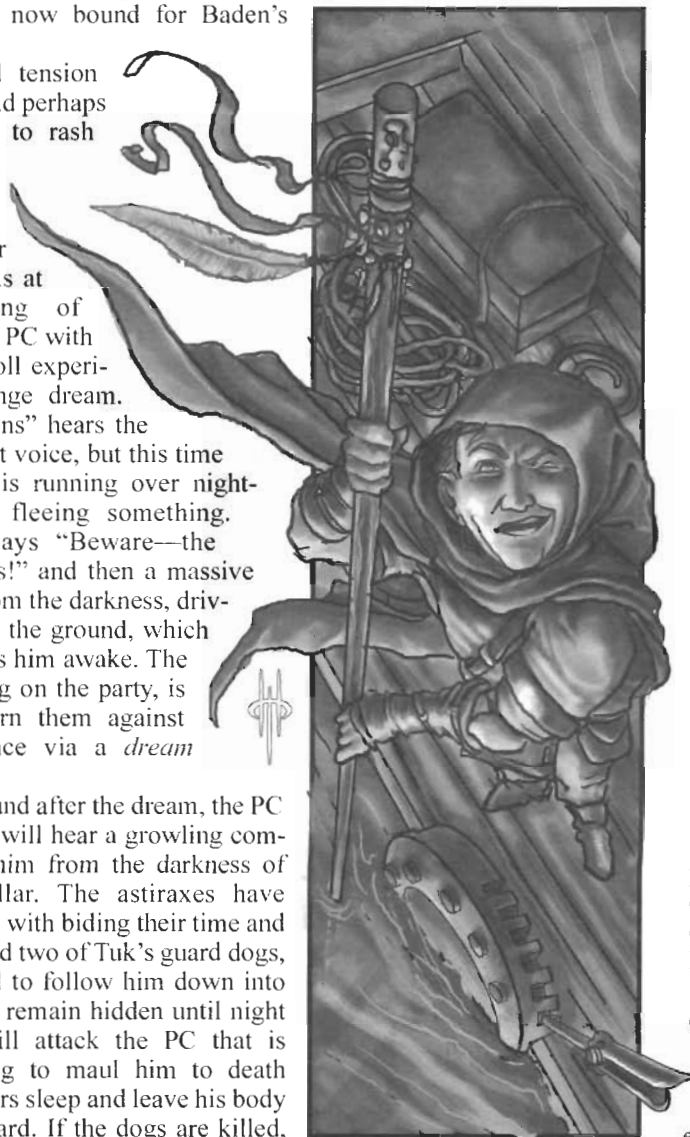 now bound for Baden's
tension
perhaps
to rash
as at
ng of
PC with
oll experi-
nge dream.
ns” hears the
t voice, but this time
is running over night-
fleeing something.
ays “Beware—the
s!” and then a massive
om the darkness, driv-
the ground, which
s him awake. The
g on the party, is
rn them against
nce via a dream
und after the dream, the PC
will hear a growling com-
him from the darkness of
llar. The astiraxes have
with biding their time and
d two of Tuk's guard dogs,
d to follow him down into
remain hidden until night
ill attack the PC that is
g to maul him to death
rs sleep and leave his body
ard. If the dogs are killed,